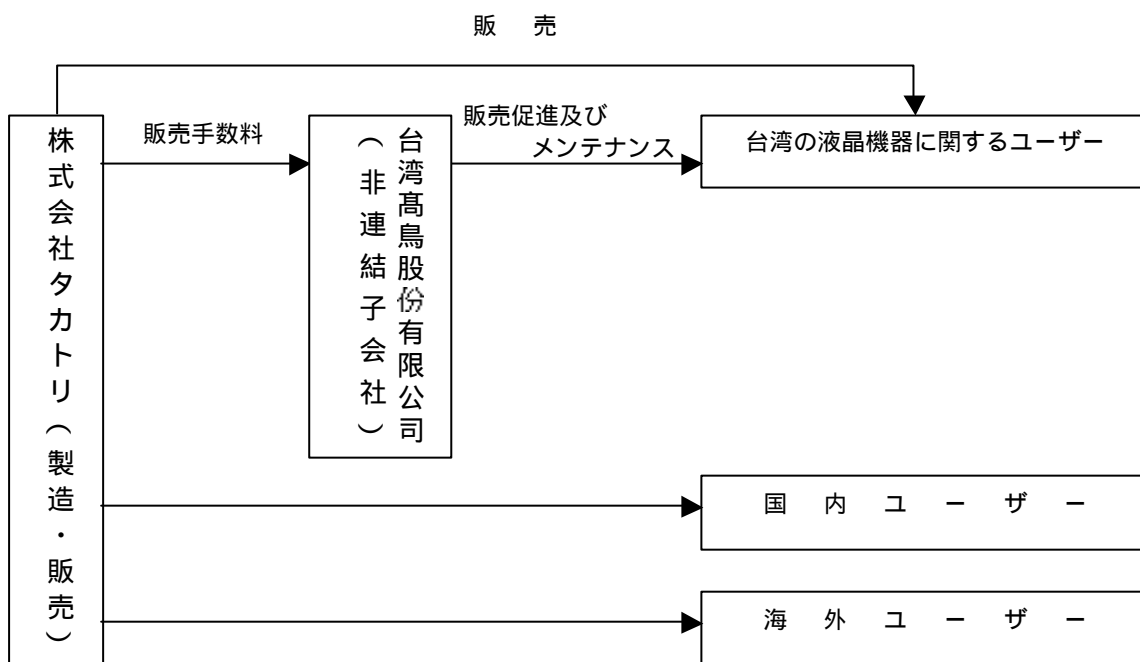 販売
株式会社タカトリ(製造・販売)
販売手数料
台湾髙鳥股份有限公司
(非連結子会社)
販売促進及び
メンテナンス
台湾の液晶機器に関するユーザー
国内ユーザー
海外ユーザー